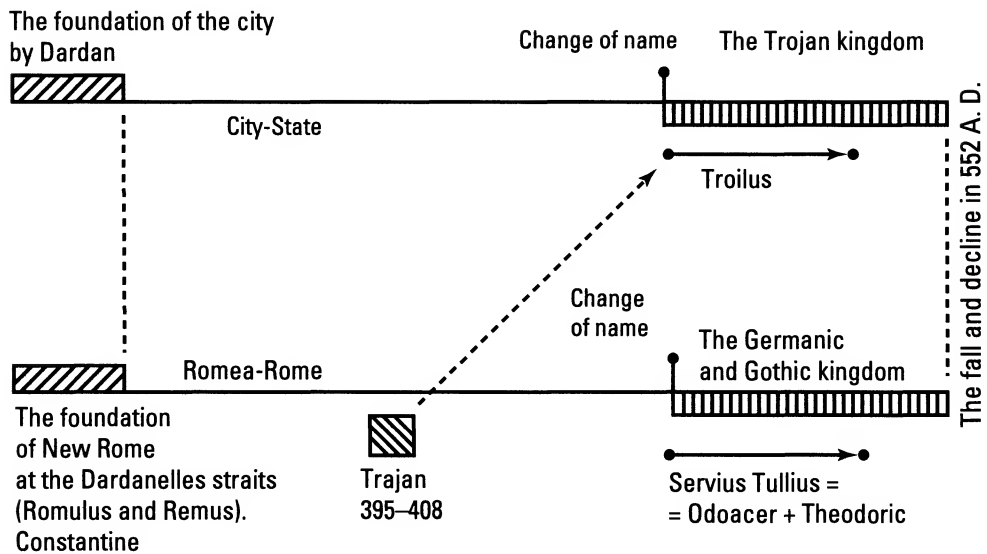 The foundation of the city
by Dardan
Change of name
The Trojan kingdom
City-State
Troilus
The fall and decline in 552 A. D.
Change
of name
The Germanic
and Gothic kingdom
Romea-Rome
The foundation
of New Rome
at the Dardanelles straits
(Romulus and Remus).
Constantine
Trajan
395–408
Servius Tullius =
= Odoacer + Theodoric